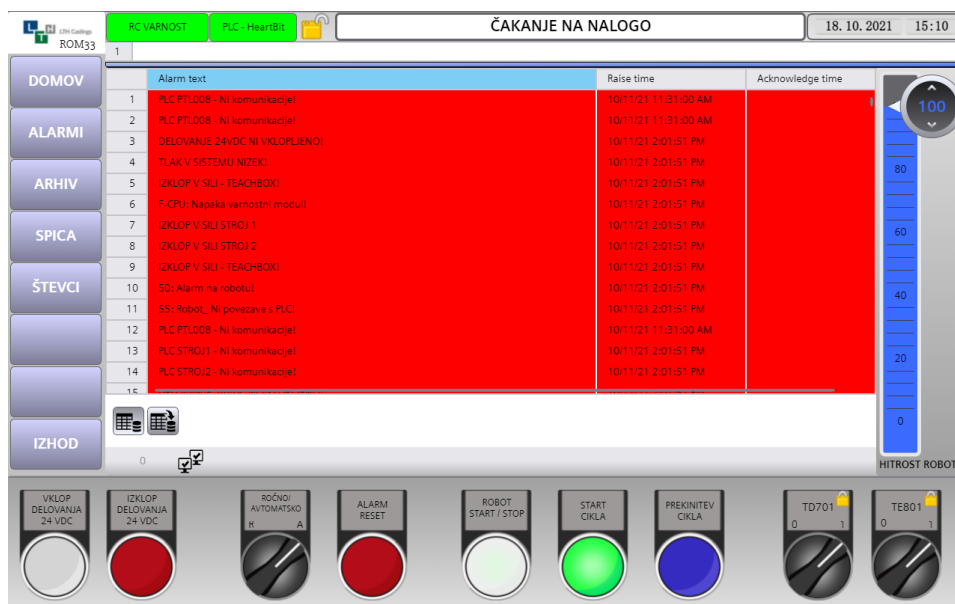 LTH Castings
ROM33
RC VARNOST
PLC - HeartBit
ČAKANJE NA NALOGO
18. 10. 2021 15:10
1
DOMOV
ALARMI
ARHIV
SPICA
ŠTEVCI
IZHOD
Alarm text Raise time Acknowledge time
1 PLC PTL008 - Ni komunikacije! 10/11/21 11:31:00 AM
2 PLC PTL008 - Ni komunikacije! 10/11/21 11:31:00 AM
3 DELOVANJE 24VDC NI VKLOPLJENO! 10/11/21 2:01:51 PM
4 TLAK V SISTEMU NIZEK! 10/11/21 2:01:51 PM
5 IZKLOP V SILI - TEACHBOX! 10/11/21 2:01:51 PM
6 F-CPU: Napaka varnostni modul! 10/11/21 2:01:51 PM
7 IZKLOP V SILI STROJ 1 10/11/21 2:01:51 PM
8 IZKLOP V SILI STROJ 2 10/11/21 2:01:51 PM
9 IZKLOP V SILI - TEACHBOX! 10/11/21 2:01:51 PM
10 50: Alarm na robotu! 10/11/21 2:01:51 PM
11 55: Robot_ Ni povezave s PLC! 10/11/21 2:01:51 PM
12 PLC PTL008 - Ni komunikacije! 10/11/21 11:31:00 AM
13 PLC STROJ1 - Ni komunikacije! 10/11/21 2:01:51 PM
14 PLC STROJ2 - Ni komunikacije! 10/11/21 2:01:51 PM
15
0
100
80
60
40
20
0
HITROST ROBOT
VKLOP
DELOVANJA
24 VDC
IZKLOP
DELOVANJA
24 VDC
ROČNO/
AVTOMATSKO
R A
ALARM
RESET
ROBOT
START / STOP
START
CIKLA
PREKINITEV
CIKLA
TD701
0 1
TE801
0 1